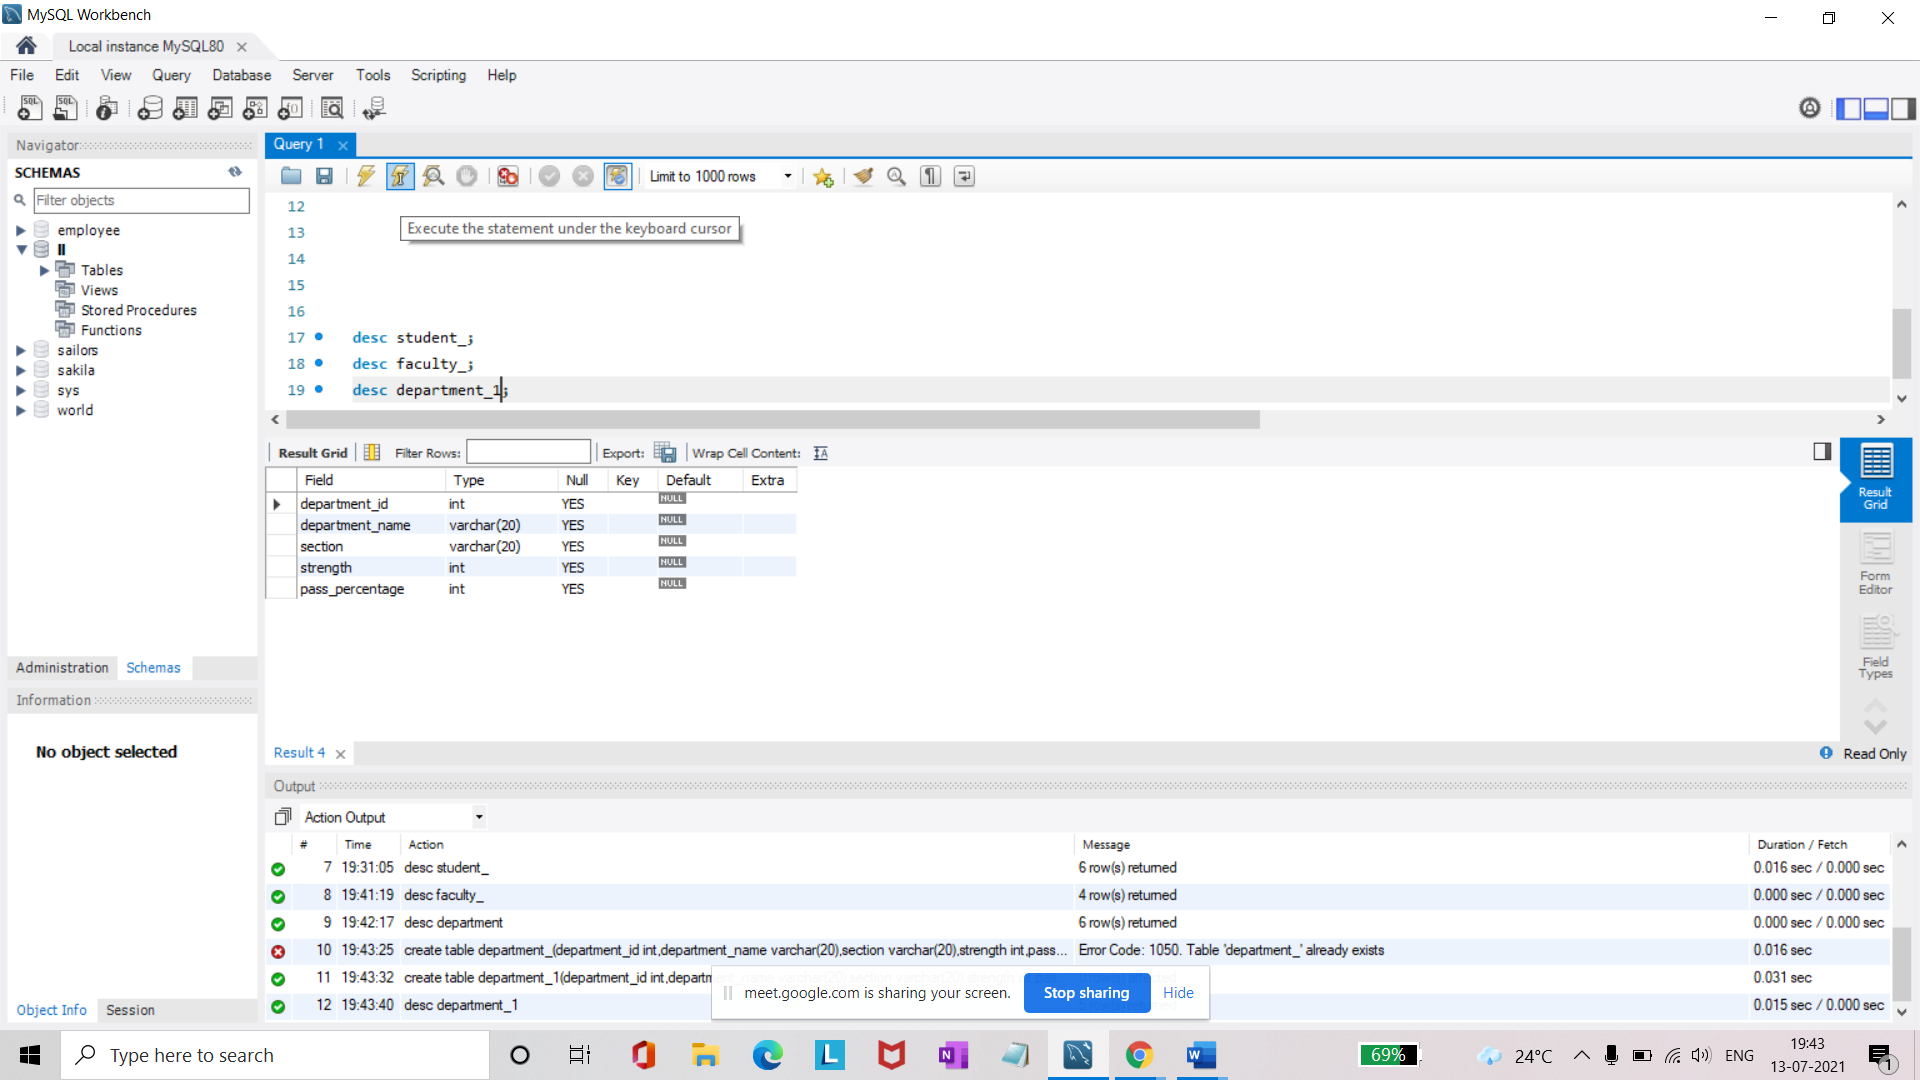 MySQL Workbench
Local instance MySQL80
File Edit View Query Database Server Tools Scripting Help
Navigator
SCHEMAS
Filter objects
employee
ll
Tables
Views
Stored Procedures
Functions
sailors
sakila
sys
world
Administration Schemas
Information
No object selected
Object Info Session
Query 1
Limit to 1000 rows
12
Execute the statement under the keyboard cursor
13
14
15
16
17 desc student_;
18 desc faculty_;
19 desc department_1;
Result Grid Filter Rows: Export: Wrap Cell Content:
Field Type Null Key Default Extra
department_id int YES NULL
department_name varchar(20) YES NULL
section varchar(20) YES NULL
strength int YES NULL
pass_percentage int YES NULL
Result Grid
Form Editor
Field Types
Result 4
Read Only
Output
Action Output
# Time Action Message Duration / Fetch
7 19:31:05 desc student_ 6 row(s) returned 0.016 sec / 0.000 sec
8 19:41:19 desc faculty_ 4 row(s) returned 0.000 sec / 0.000 sec
9 19:42:17 desc department 6 row(s) returned 0.000 sec / 0.000 sec
10 19:43:25 create table department_(department_id int,department_name varchar(20),section varchar(20),strength int,pass... Error Code: 1050. Table 'department_' already exists 0.016 sec
11 19:43:32 create table department_1(department_id int,departm 0.031 sec
12 19:43:40 desc department_1 0.015 sec / 0.000 sec
meet.google.com is sharing your screen. Stop sharing Hide
Type here to search
69%
24°C
ENG
19:43
13-07-2021
1